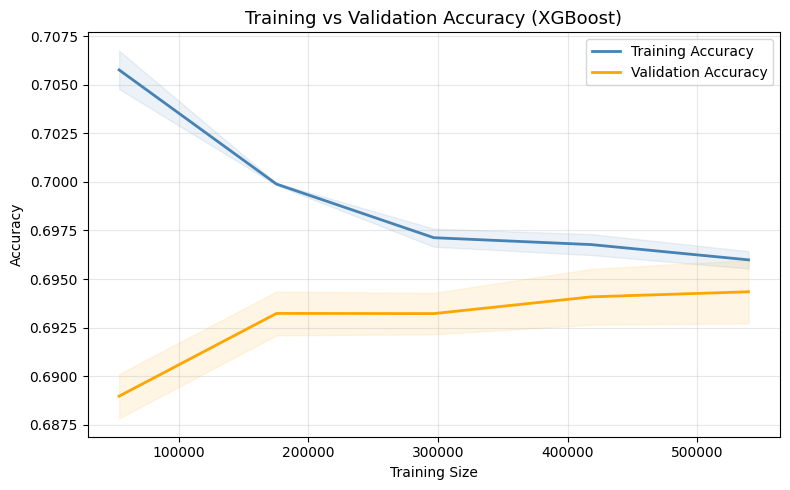 Training vs Validation Accuracy (XGBoost)
Training Accuracy
Validation Accuracy
0.7075
0.7050
0.7025
0.7000
0.6975
0.6950
0.6925
0.6900
0.6875
Accuracy
100000 200000 300000 400000 500000
Training Size